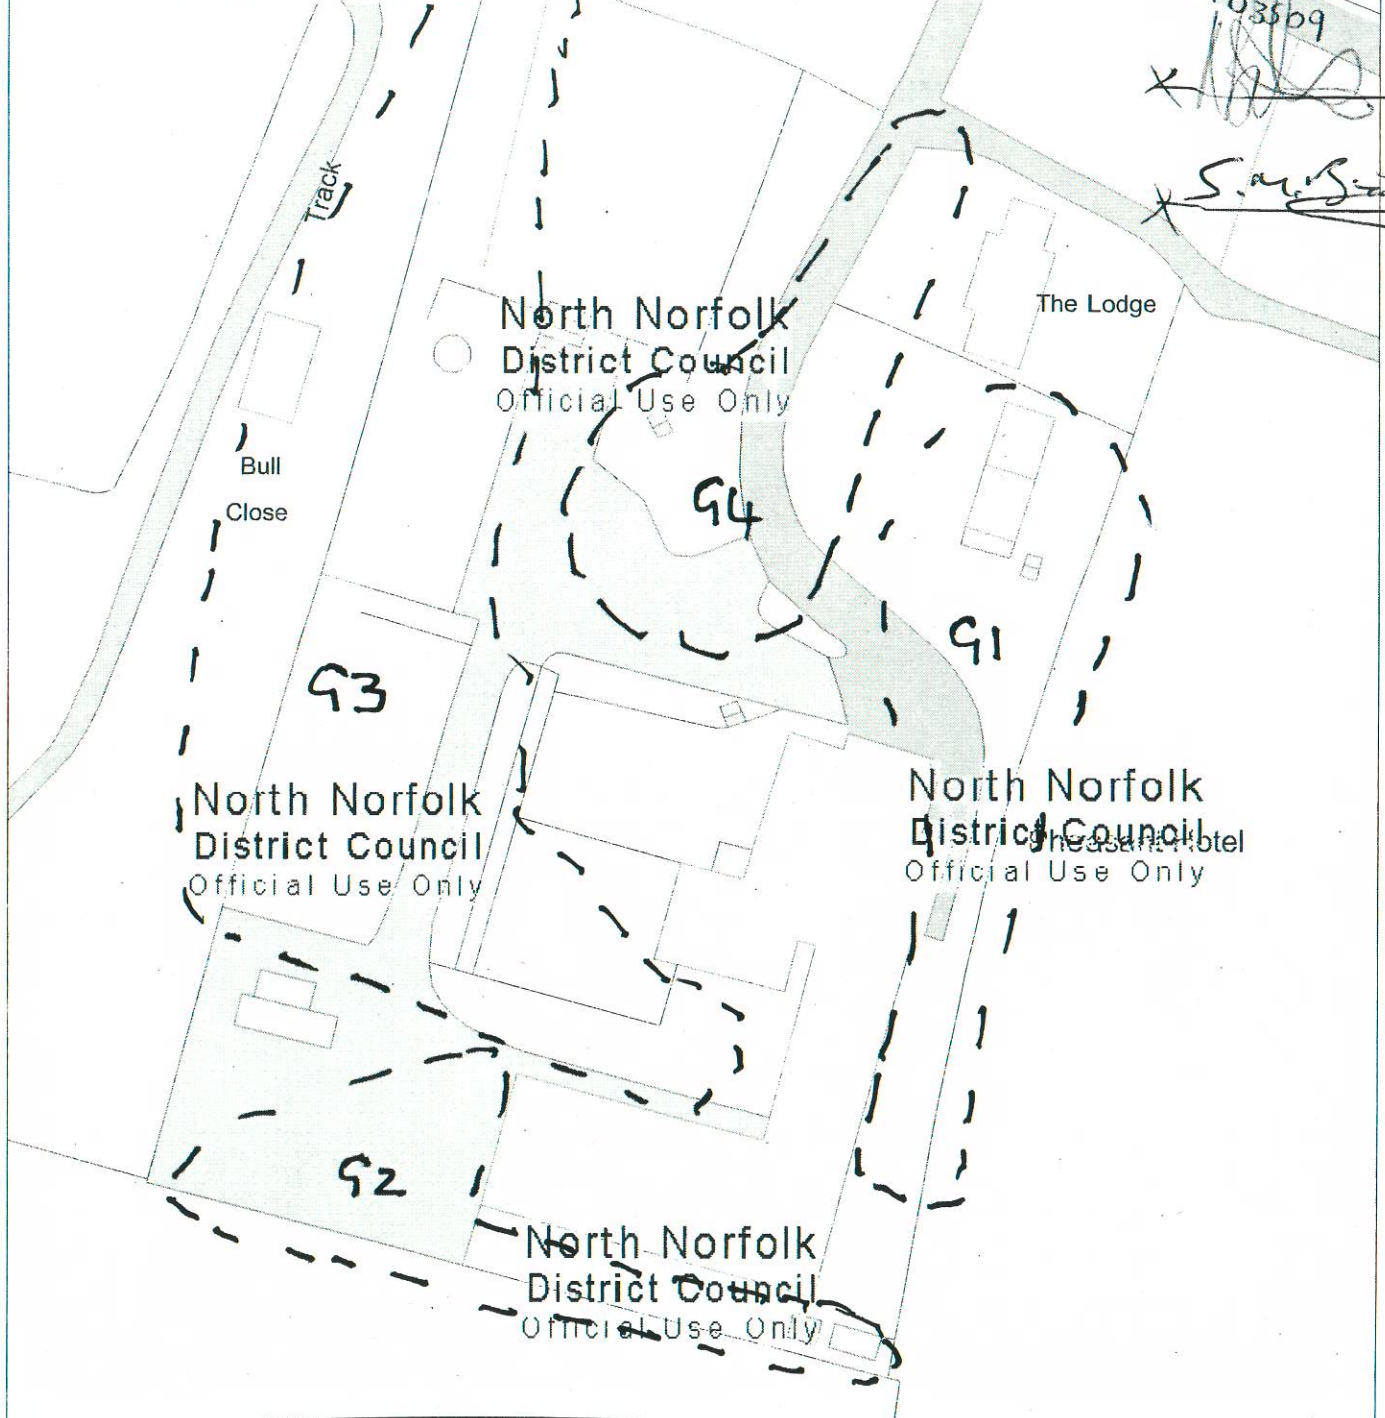 Track
North Norfolk
District Council
Official Use Only
The Lodge
Bull
Close
G4
G1
G3
North Norfolk
District Council
Official Use Only
North Norfolk
District Council
Pheasant Hotel
Official Use Only
G2
North Norfolk
District Council
Official Use Only